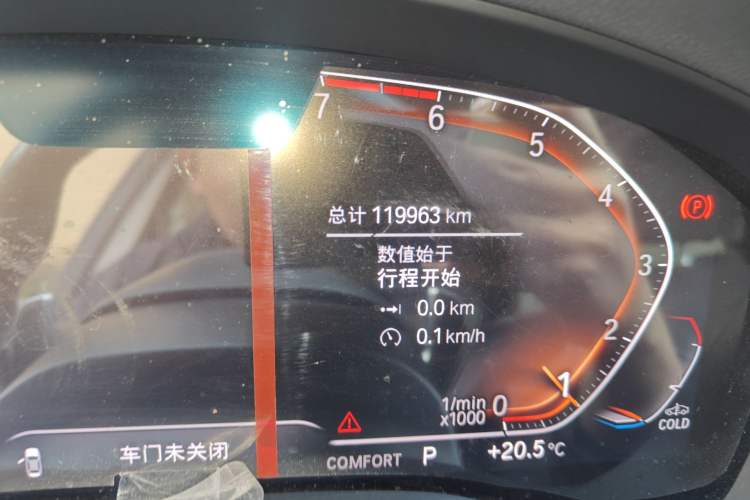 7
6
5
4
3
2
1
0
总计 119963 km
数值始于
行程开始
0.0 km
0.1 km/h
1/min
x1000
P
COLD
车门未关闭
COMFORT P +20.5°C